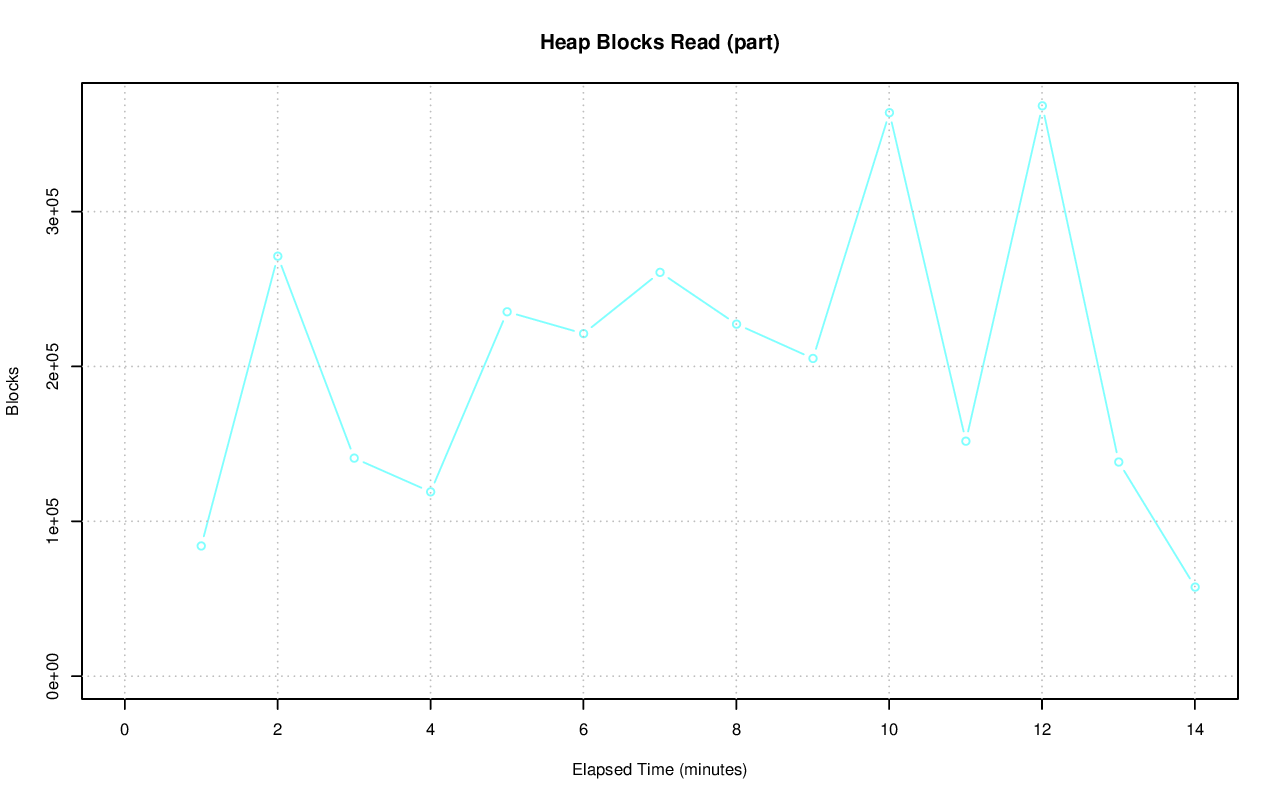 Heap Blocks Read (part)
Blocks
3e+05
2e+05
1e+05
0e+00
0 2 4 6 8 10 12 14
Elapsed Time (minutes)